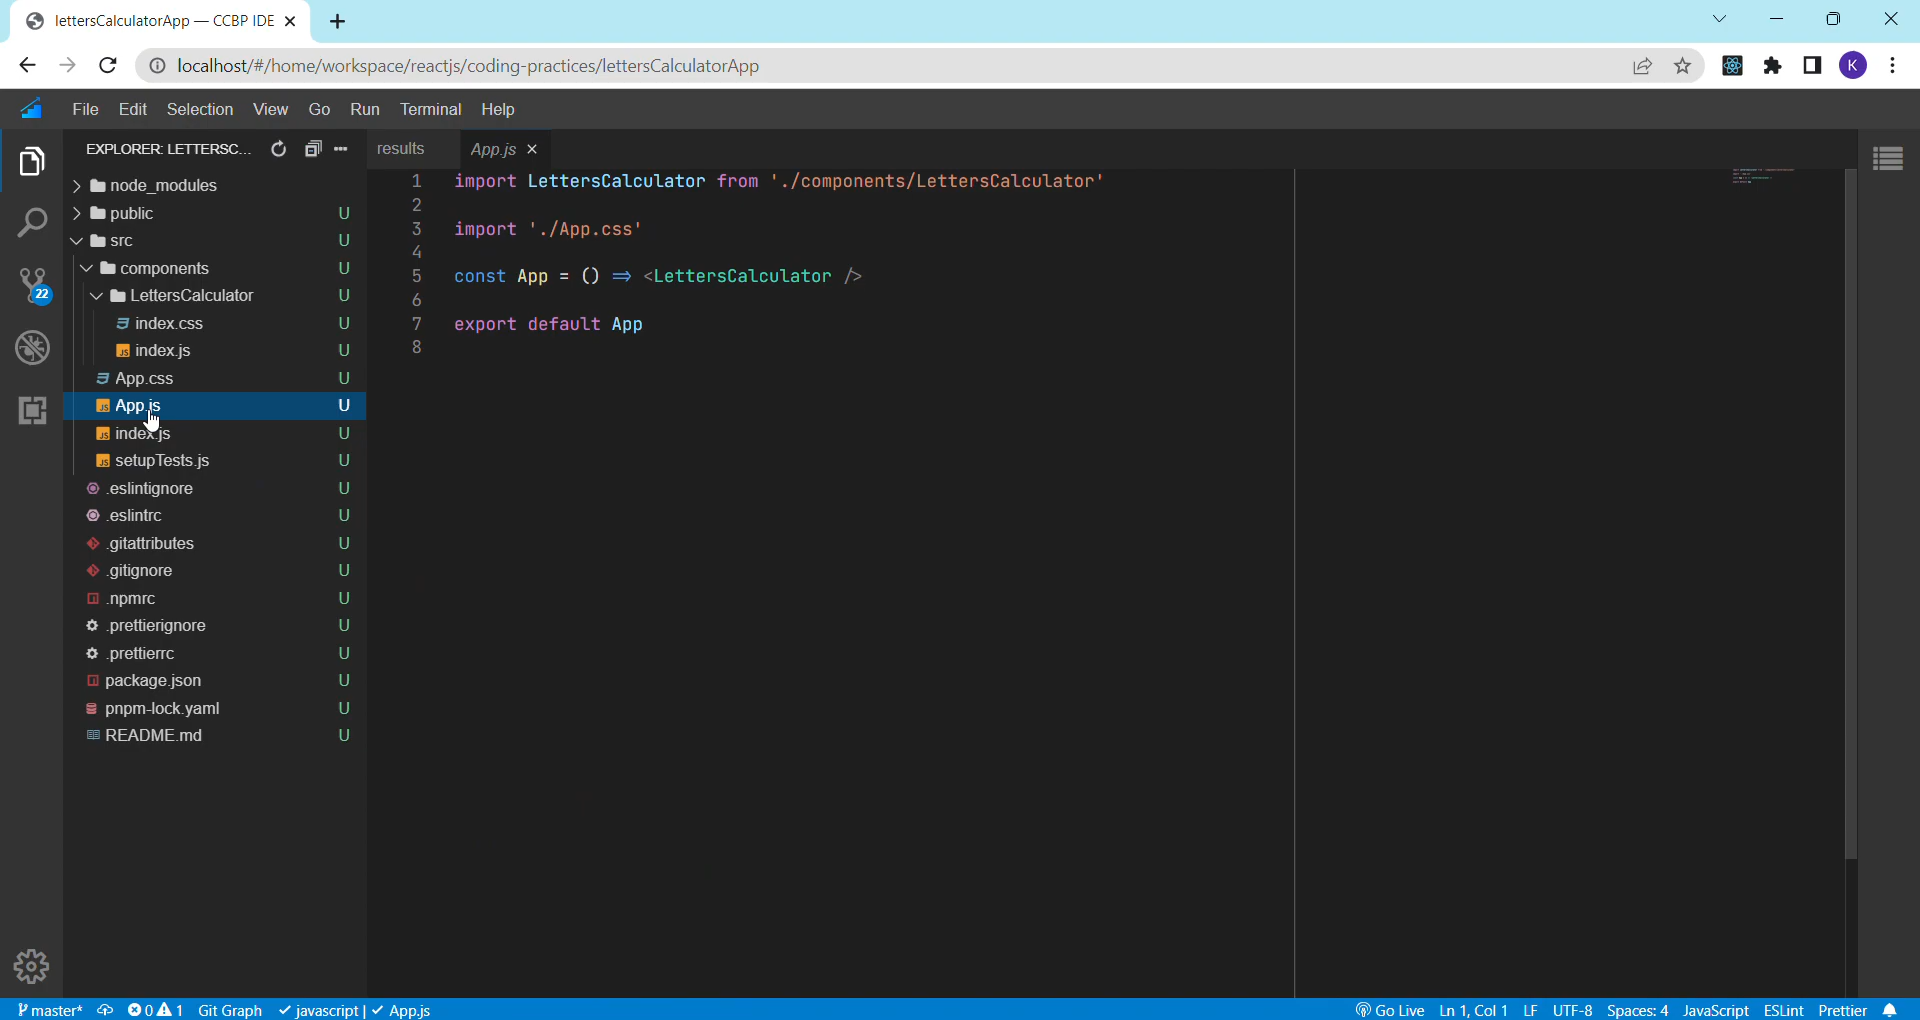 lettersCalculatorApp — CCBP IDE
localhost/#/home/workspace/reactjs/coding-practices/lettersCalculatorApp
K
File Edit Selection View Go Run Terminal Help
EXPLORER: LETTERSC...
results App.js
node_modules
public U
src U
components U
LettersCalculator U
index.css U
JS index.js U
App.css U
JS App.js U
JS index.js U
JS setupTests.js U
.eslintignore U
.eslintrc U
.gitattributes U
.gitignore U
.npmrc U
.prettierignore U
.prettierrc U
package.json U
pnpm-lock.yaml U
README.md U
22
1 import LettersCalculator from './components/LettersCalculator'
2
3 import './App.css'
4
5 const App = () => <LettersCalculator />
6
7 export default App
8
master* 0 1 Git Graph javascript | App.js Go Live Ln 1, Col 1 LF UTF-8 Spaces: 4 JavaScript ESLint Prettier